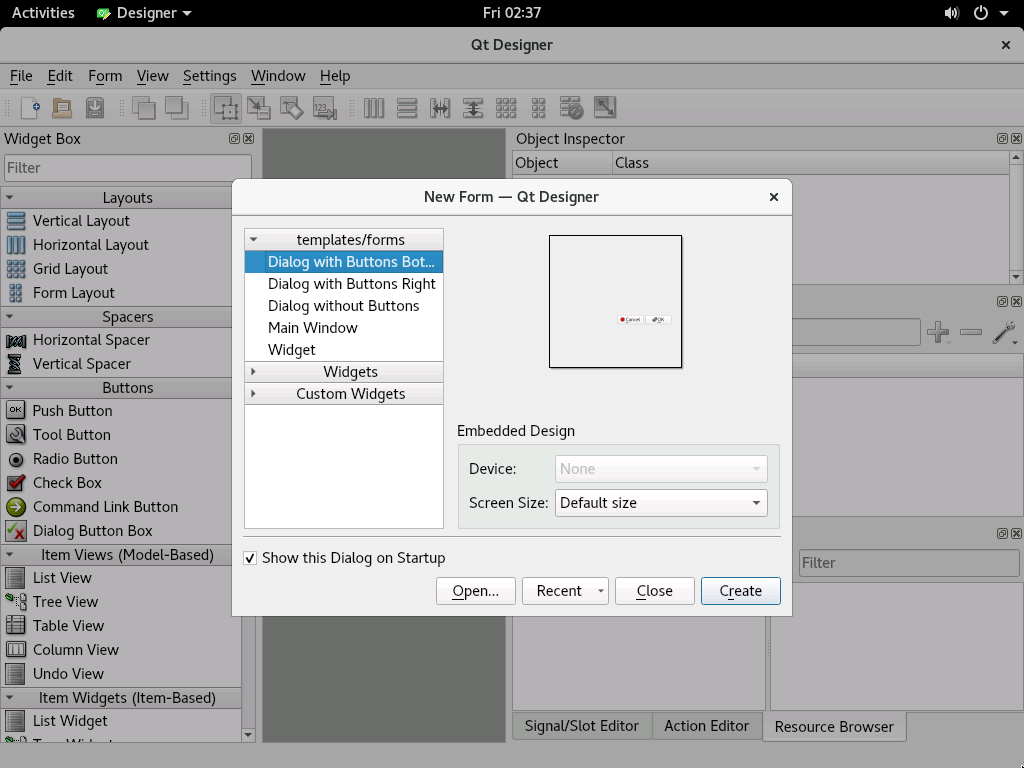 Activities Designer Fri 02:37
Qt Designer
File Edit Form View Settings Window Help
123
Widget Box
Object Inspector
Filter
Object Class
Layouts
Vertical Layout
Horizontal Layout
Grid Layout
Form Layout
Spacers
Horizontal Spacer
Vertical Spacer
Buttons
OK Push Button
Tool Button
Radio Button
Check Box
Command Link Button
Dialog Button Box
Item Views (Model-Based)
List View
Tree View
Table View
Column View
Undo View
Item Widgets (Item-Based)
List Widget
New Form — Qt Designer
templates/forms
Dialog with Buttons Bot...
Dialog with Buttons Right
Dialog without Buttons
Main Window
Widget
Widgets
Custom Widgets
Cancel OK
Embedded Design
Device: None
Screen Size: Default size
Show this Dialog on Startup
Open... Recent Close Create
Filter
Signal/Slot Editor Action Editor Resource Browser